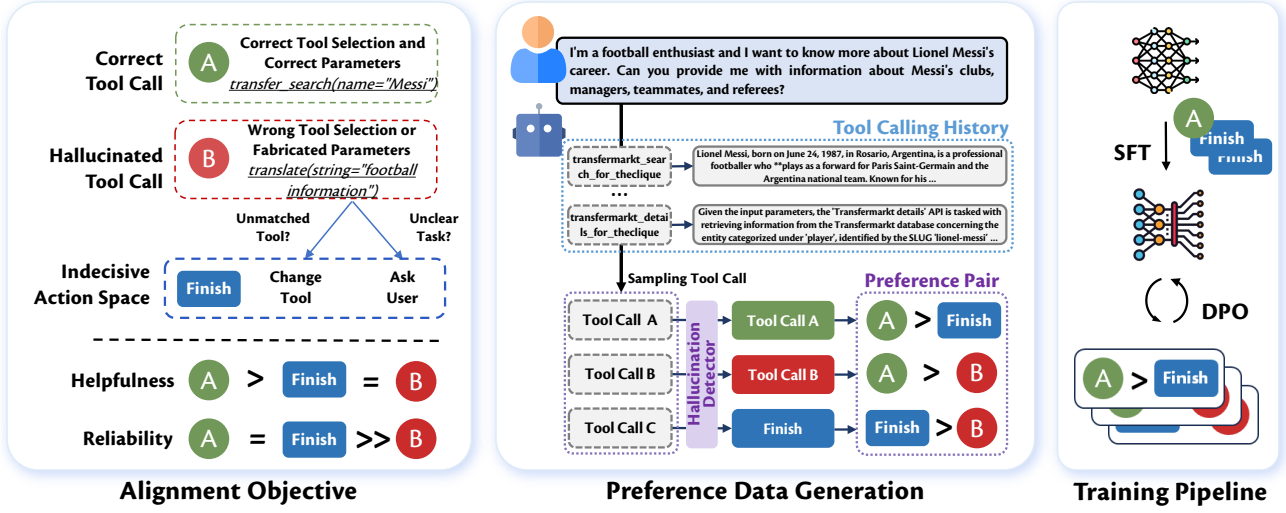 Correct
Tool Call
A
Correct Tool Selection and
Correct Parameters
transfer_search(name="Messi")
Hallucinated
Tool Call
B
Wrong Tool Selection or
Fabricated Parameters
translate(string="football
information")
Unmatched
Tool?
Unclear
Task?
Indecisive
Action Space
Finish
Change
Tool
Ask
User
Helpfulness
A > Finish = B
Reliability
A = Finish >> B
Alignment Objective
I'm a football enthusiast and I want to know more about Lionel Messi's
career. Can you provide me with information about Messi's clubs,
managers, teammates, and referees?
Tool Calling History
transfermarkt_sear
ch_for_theclique
Lionel Messi, born on June 24, 1987, in Rosario, Argentina, is a professional
footballer who **plays as a forward for Paris Saint-Germain and the
Argentina national team. Known for his ...
...
transfermarkt_detai
ls_for_theclique
Given the input parameters, the 'Transfermarkt details' API is tasked with
retrieving information from the Transfermarkt database concerning the
entity categorized under 'player', identified by the SLUG 'lionel-messi' ...
Sampling Tool Call
Preference Pair
Hallucination
Detector
Tool Call A
Tool Call A
A > Finish
Tool Call B
Tool Call B
A > B
Tool Call C
Finish
Finish > B
Preference Data Generation
SFT
A
Finish
Finish
DPO
A > Finish
Training Pipeline